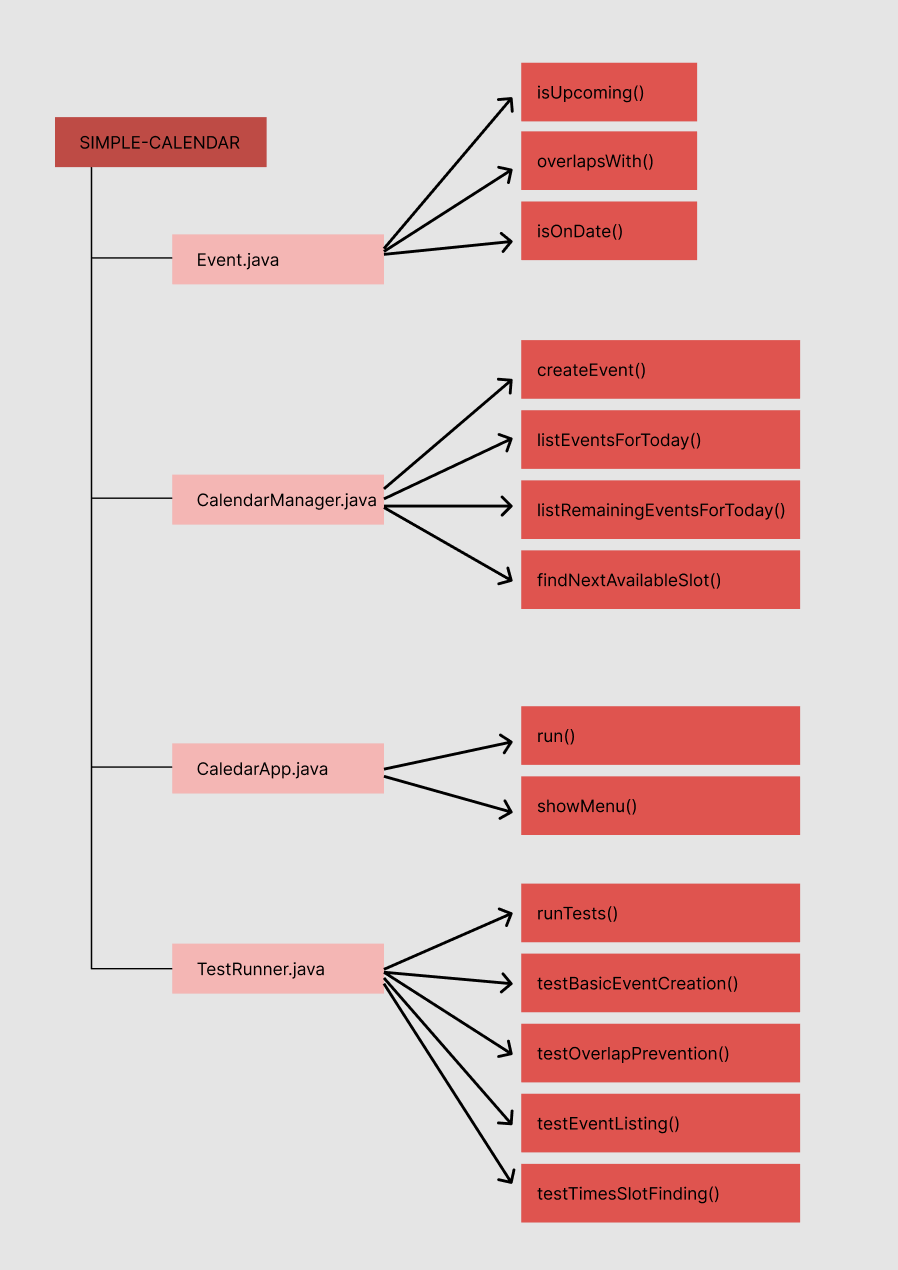 SIMPLE-CALENDAR
Event.java
isUpcoming()
overlapsWith()
isOnDate()
CalendarManager.java
createEvent()
listEventsForToday()
listRemainingEventsForToday()
findNextAvailableSlot()
CaledarApp.java
run()
showMenu()
TestRunner.java
runTests()
testBasicEventCreation()
testOverlapPrevention()
testEventListing()
testTimesSlotFinding()